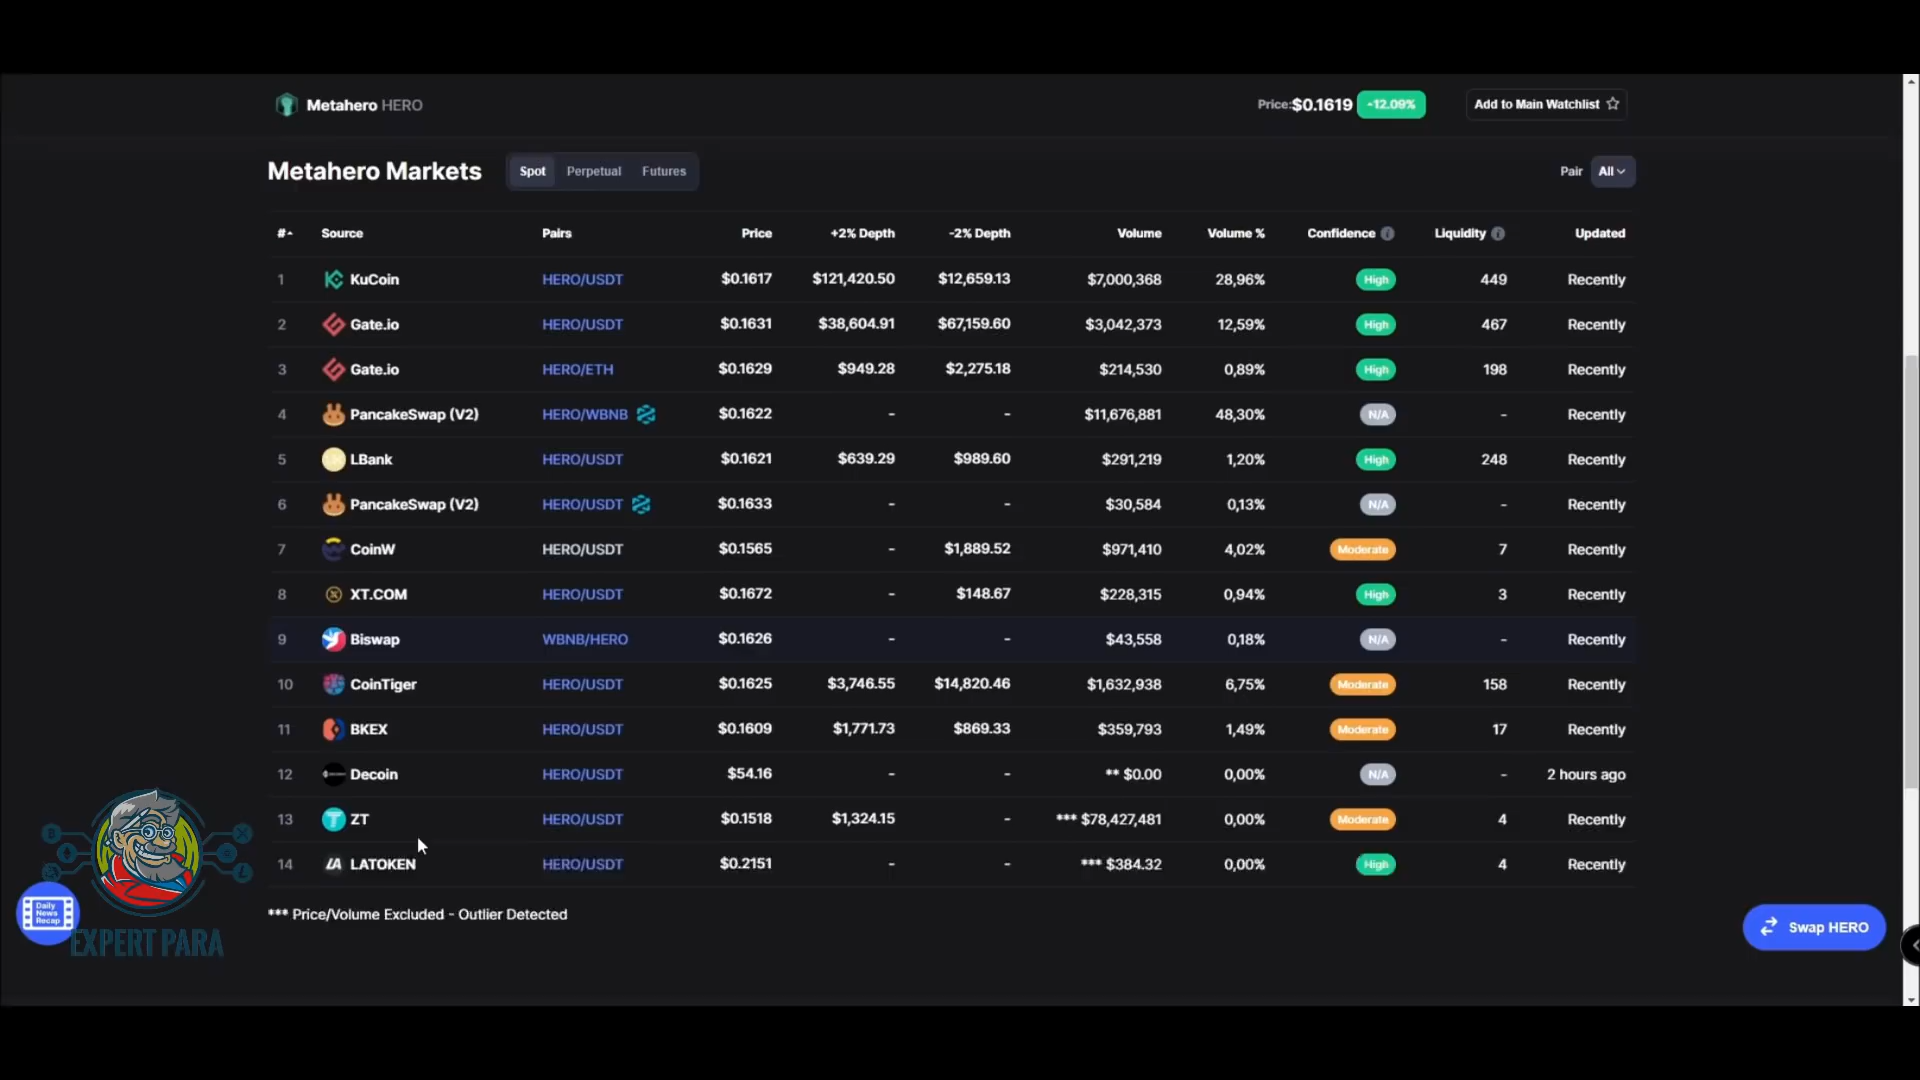 Metahero HERO Price:$0.1619 -12.09% Add to Main Watchlist
Metahero Markets Spot Perpetual Futures Pair All
# Source Pairs Price +2% Depth -2% Depth Volume Volume % Confidence Liquidity Updated
1 KuCoin HERO/USDT $0.1617 $121,420.50 $12,659.13 $7,000,368 28,96% High 449 Recently
2 Gate.io HERO/USDT $0.1631 $38,604.91 $67,159.60 $3,042,373 12,59% High 467 Recently
3 Gate.io HERO/ETH $0.1629 $949.28 $2,275.18 $214,530 0,89% High 198 Recently
4 PancakeSwap (V2) HERO/WBNB $0.1622 - - $11,676,881 48,30% N/A - Recently
5 LBank HERO/USDT $0.1621 $639.29 $989.60 $291,219 1,20% High 248 Recently
6 PancakeSwap (V2) HERO/USDT $0.1633 - - $30,584 0,13% N/A - Recently
7 CoinW HERO/USDT $0.1565 - $1,889.52 $971,410 4,02% Moderate 7 Recently
8 XT.COM HERO/USDT $0.1672 - $148.67 $228,315 0,94% High 3 Recently
9 Biswap WBNB/HERO $0.1626 - - $43,558 0,18% N/A - Recently
10 CoinTiger HERO/USDT $0.1625 $3,746.55 $14,820.46 $1,632,938 6,75% Moderate 158 Recently
11 BKEX HERO/USDT $0.1609 $1,771.73 $869.33 $359,793 1,49% Moderate 17 Recently
12 Decoin HERO/USDT $54.16 - - ** $0.00 0,00% N/A - 2 hours ago
13 ZT HERO/USDT $0.1518 $1,324.15 - *** $78,427,481 0,00% Moderate 4 Recently
14 LATOKEN HERO/USDT $0.2151 - - *** $384.32 0,00% High 4 Recently
*** Price/Volume Excluded - Outlier Detected
Daily
News
Recap
EXPERT PARA
Swap HERO